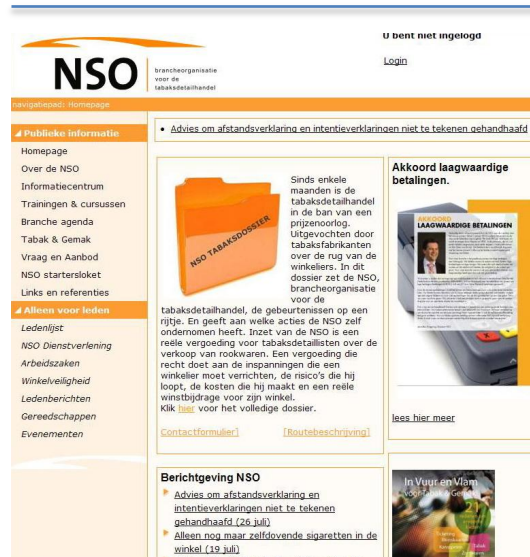 U bent niet ingelogd
Login
NSO
brancheorganisatie
voor de
tabaksdetailhandel
navigatiepad: Homepage
Publieke informatie
Homepage
Over de NSO
Informatiecentrum
Trainingen & cursussen
Branche agenda
Tabak & Gemak
Vraag en Aanbod
NSO startersloket
Links en referenties
Alleen voor leden
Ledenlijst
NSO Dienstverlening
Arbeidszaken
Winkelveiligheid
Ledenberichten
Gereedschappen
Evenementen
• Advies om afstandsverklaring en intentieverklaringen niet te tekenen gehandhaafd
NSO TABAKSDOSSIER
Sinds enkele
maanden is de
tabaksdetailhandel
in de ban van een
prijzenoorlog.
Uitgevochten door
tabaksfabrikanten
over de rug van de
winkeliers. In dit
dossier zet de NSO,
brancheorganisatie
voor de
tabaksdetailhandel, de gebeurtenissen op een
rijtje. En geeft aan welke acties de NSO zelf
ondernomen heeft. Inzet van de NSO is een
reële vergoeding voor tabaksdetaillisten over de
verkoop van rookwaren. Een vergoeding die
recht doet aan de inspanningen die een
winkelier moet verrichten, de risico's die hij
loopt, de kosten die hij maakt en een reële
winstbijdrage voor zijn winkel.
Klik hier voor het volledige dossier.
Contactformulier]
[Routebeschrijving]
Berichtgeving NSO
Advies om afstandsverklaring en
intentieverklaringen niet te tekenen
gehandhaafd (26 juli)
Alleen nog maar zelfdovende sigaretten in de
winkel (19 juli)
Akkoord laagwaardige
betalingen.
AKKOORD
LAAGWAARDIGE BETALINGEN
lees hier meer
In Vuur en Vlam
voor Tabak & Gemak